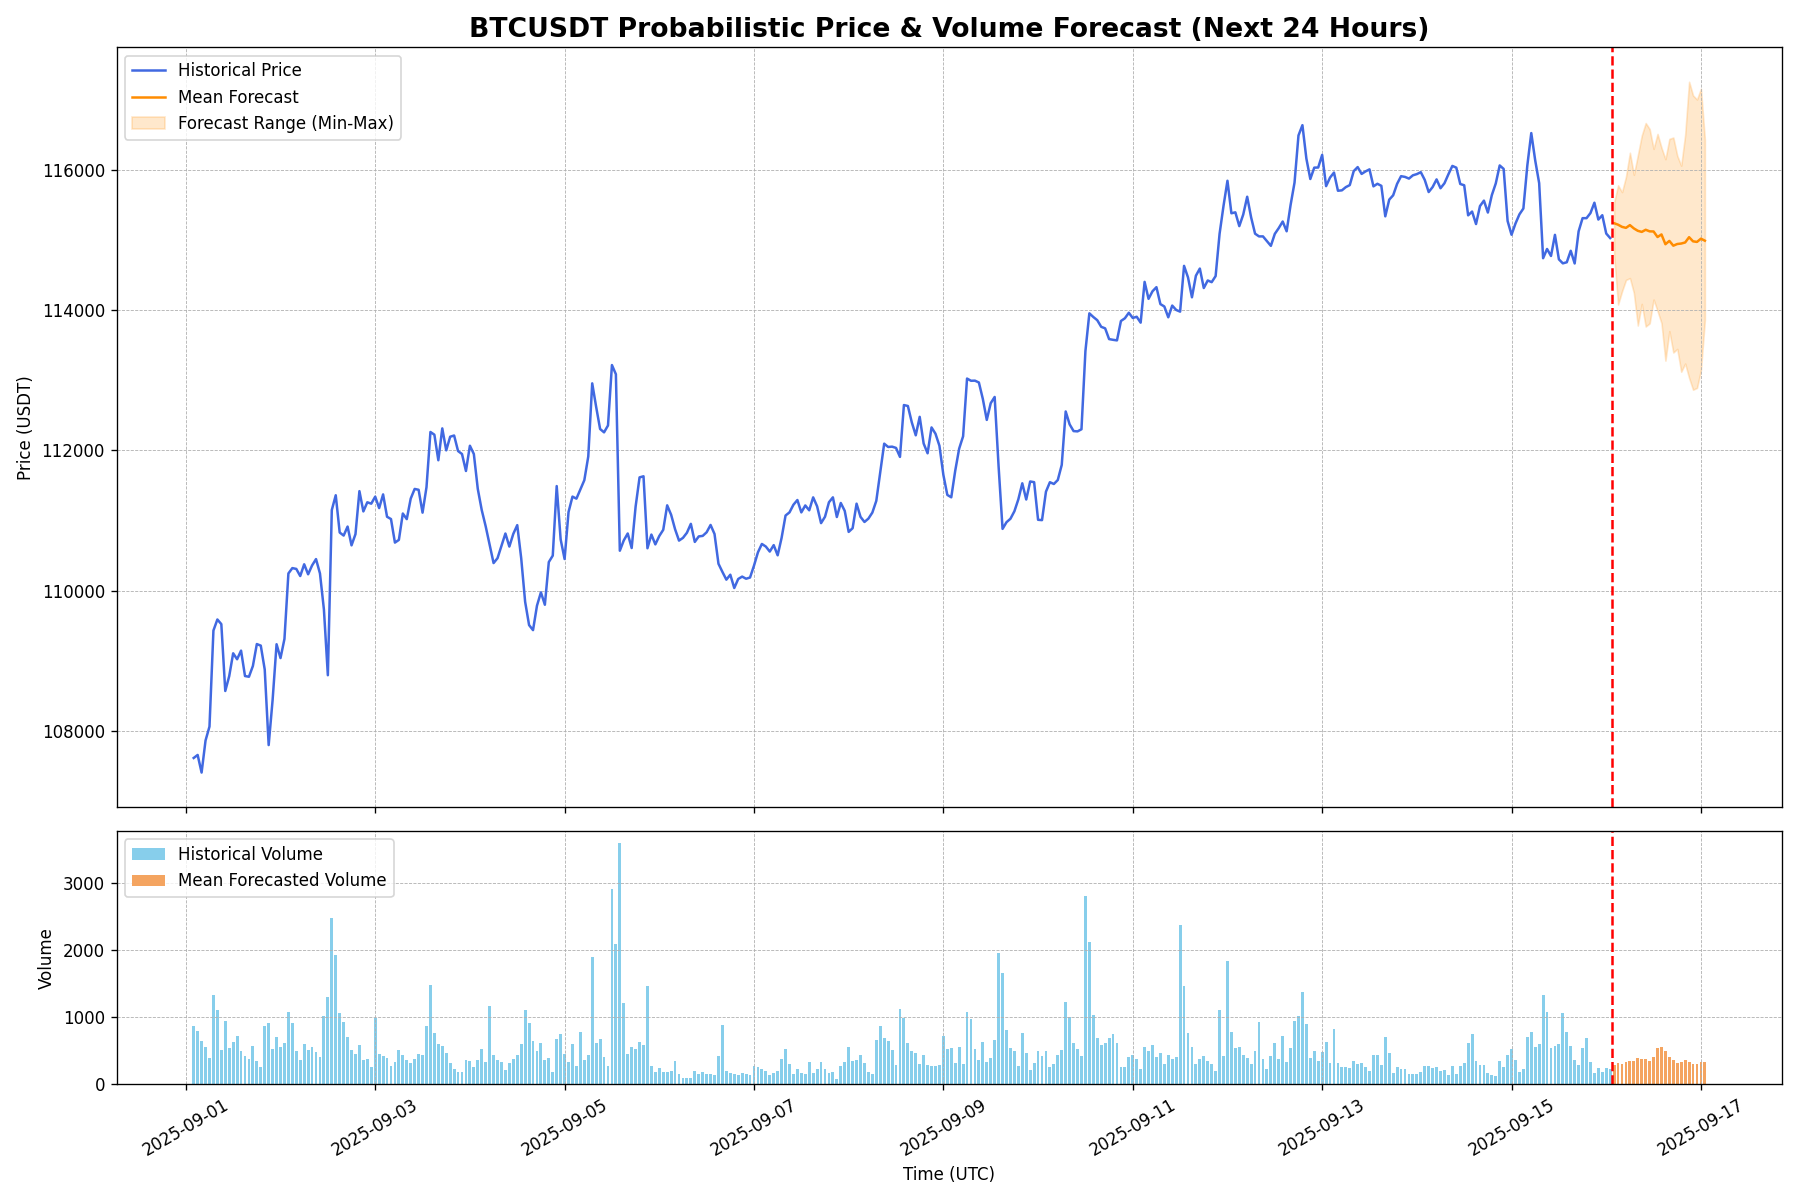 BTCUSDT Probabilistic Price & Volume Forecast (Next 24 Hours)
Historical Price
Mean Forecast
Forecast Range (Min-Max)
116000
114000
112000
110000
108000
Price (USDT)
Historical Volume
Mean Forecasted Volume
3000
2000
1000
0
Volume
2025-09-01
2025-09-03
2025-09-05
2025-09-07
2025-09-09
2025-09-11
2025-09-13
2025-09-15
2025-09-17
Time (UTC)